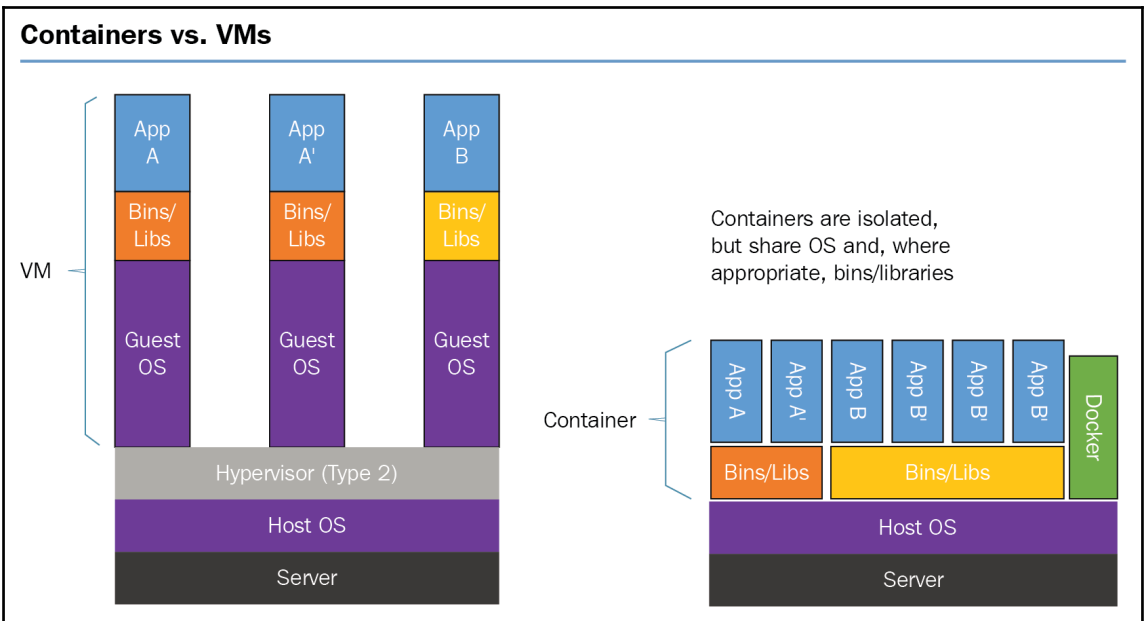 Containers vs. VMs
VM
App
A
Bins/
Libs
Guest
OS
App
A'
Bins/
Libs
Guest
OS
App
B
Bins/
Libs
Guest
OS
Hypervisor (Type 2)
Host OS
Server
Containers are isolated,
but share OS and, where
appropriate, bins/libraries
Container
App A
App A'
App B
App B'
App B'
App B'
Docker
Bins/Libs
Bins/Libs
Host OS
Server